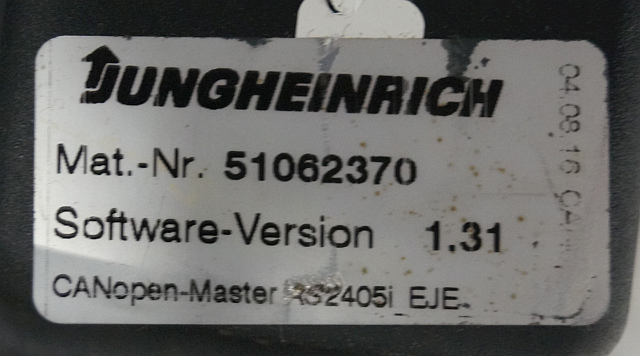 JUNGHEINRICH
Mat.-Nr. 51062370
Software-Version 1.31
CANopen-Master EJE
04.08.16